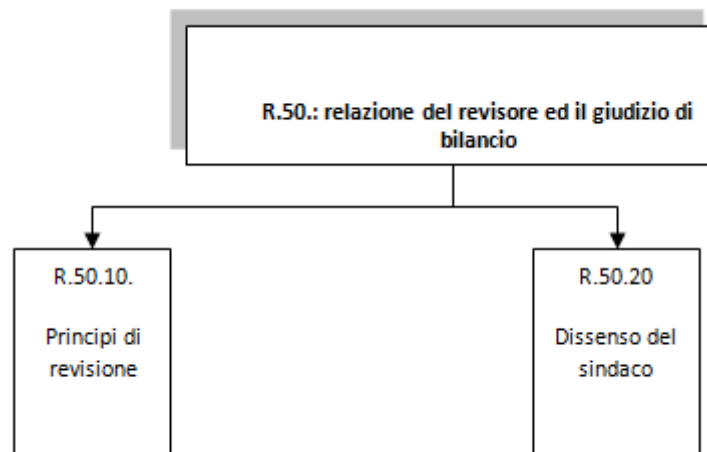 R.50.: relazione del revisore ed il giudizio di
bilancio
R.50.10.
Principi di
revisione
R.50.20
Dissenso del
sindaco